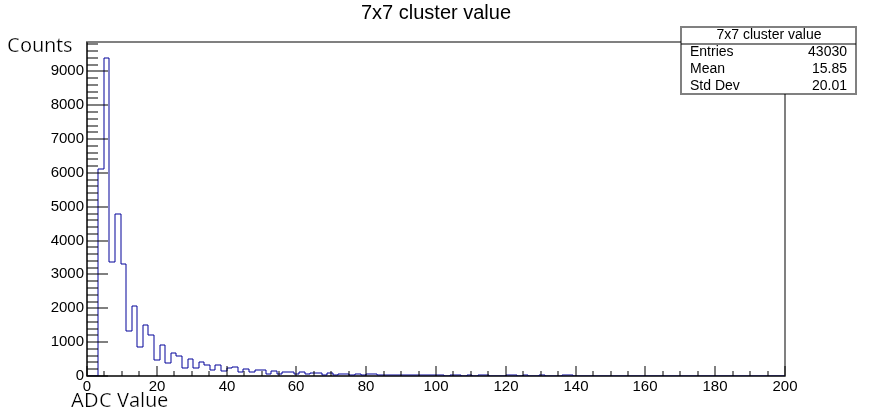 7x7 cluster value
Counts
7x7 cluster value
Entries 43030
Mean 15.85
Std Dev 20.01
9000
8000
7000
6000
5000
4000
3000
2000
1000
0
0 20 40 60 80 100 120 140 160 180 200
ADC Value